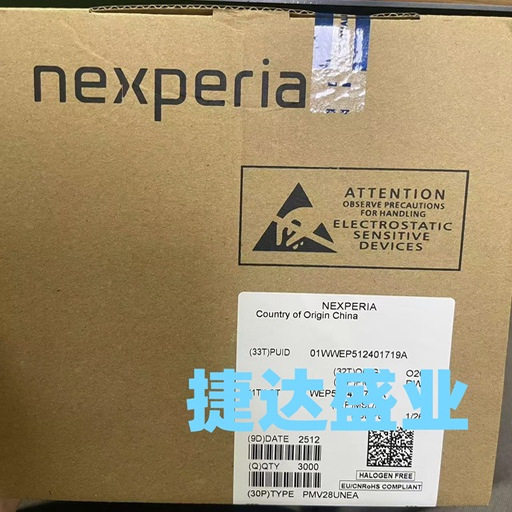 nexperia
ATTENTION
OBSERVE PRECAUTIONS
FOR HANDLING
ELECTROSTATIC
SENSITIVE
DEVICES
NEXPERIA
Country of Origin China
(33T)PUID 01WWEP512401719A
捷达盛业
(9D)DATE 2512
(Q)QTY 3000
HALOGEN FREE
EU/CNRoHS COMPLIANT
(30P)TYPE PMV28UNEA